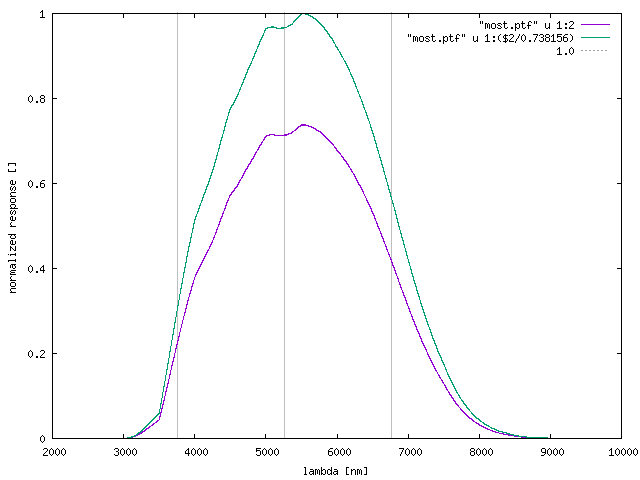 "most.ptf" u 1:2
"most.ptf" u 1:($2/0.738156)
1.0
normalized response []
1
0.8
0.6
0.4
0.2
0
2000 3000 4000 5000 6000 7000 8000 9000 10000
lambda [nm]